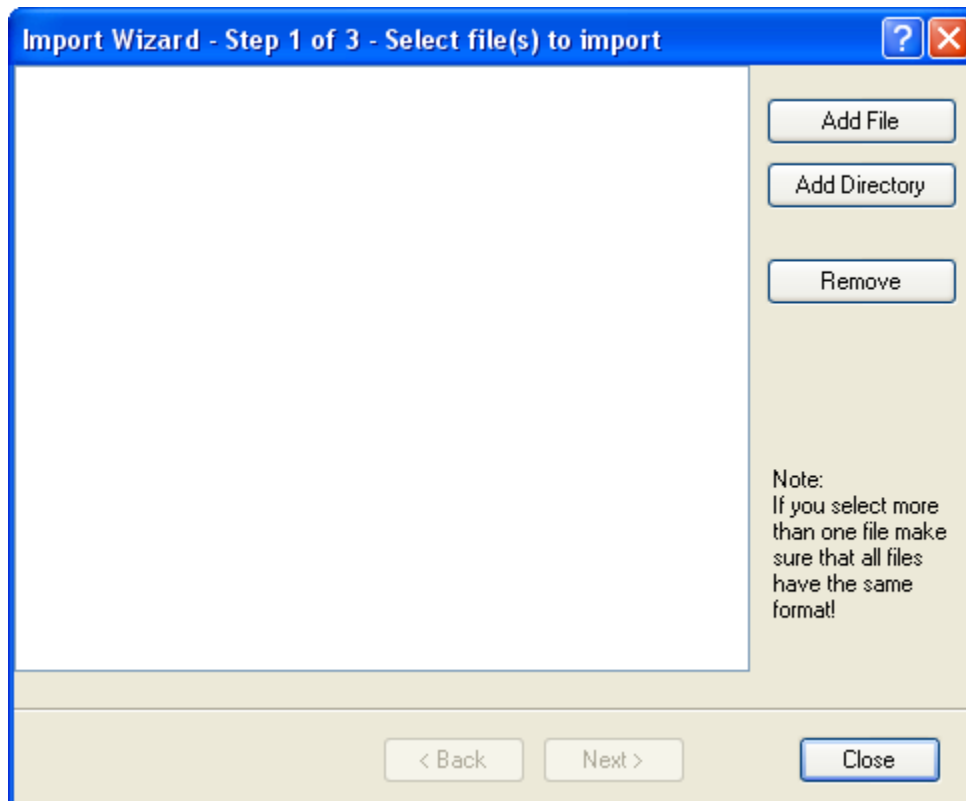 Import Wizard - Step 1 of 3 - Select file(s) to import
?
Add File
Add Directory
Remove
Note:
If you select more
than one file make
sure that all files
have the same
format!
< Back
Next >
Close